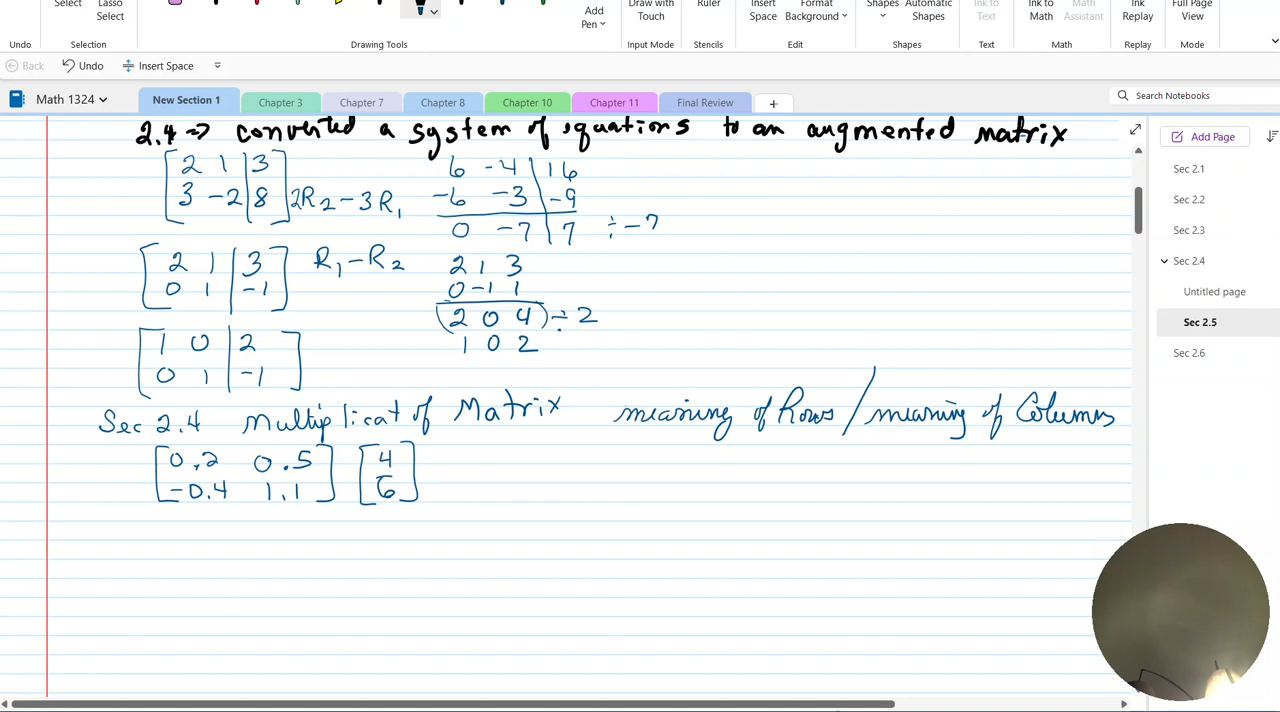 Select
Lasso Select
Add Pen
Draw with Touch
Ruler
Insert Space
Format Background
Shapes
Automatic Shapes
Ink to Text
Ink to Math
Math Assistant
Ink Replay
Full Page View
Undo
Selection
Drawing Tools
Input Mode
Stencils
Edit
Shapes
Text
Math
Replay
Mode
Back Undo Insert Space
Math 1324
New Section 1 Chapter 3 Chapter 7 Chapter 8 Chapter 10 Chapter 11 Final Review +
Search Notebooks
Add Page
Sec 2.1
Sec 2.2
Sec 2.3
Sec 2.4
Untitled page
Sec 2.5
Sec 2.6
2.4 => converted a system of equations to an augmented matrix
[2 1 | 3
3 -2 | 8] 2R2 - 3R1
6 -4 | 16
-6 -3 | -9
0 -7 | 7 ÷ -7
[2 1 | 3
0 1 | -1] R1 - R2
2 1 3
0 -1 1
(2 0 4) ÷ 2
1 0 2
[1 0 | 2
0 1 | -1]
Sec 2.4 Multiplicat of Matrix meaning of Rows / meaning of Columns
[0.2 0.5] [4
-0.4 1.1] 6]